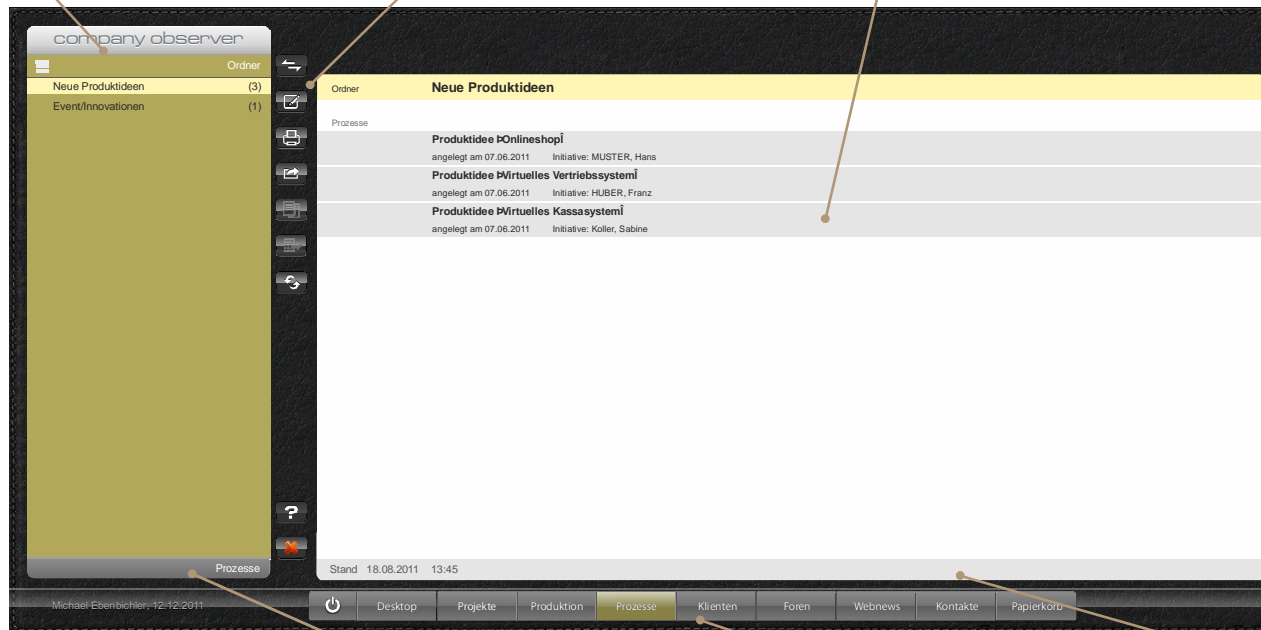 company observer
Ordner
Neue Produktideen (3)
Event/Innovationen (1)
Ordner Neue Produktideen
Prozesse
Produktidee ÞOnlineshopÎ
angelegt am 07.06.2011 Initiative: MUSTER, Hans
Produktidee ÞVirtuelles VertriebssystemÎ
angelegt am 07.06.2011 Initiative: HUBER, Franz
Produktidee ÞVirtuelles KassasystemÎ
angelegt am 07.06.2011 Initiative: Koller, Sabine
?
Prozesse
Stand 18.08.2011 13:45
Michael Ebenbichler, 12.12.2011
Desktop Projekte Produktion Prozesse Klienten Foren Webnews Kontakte Papierkorb